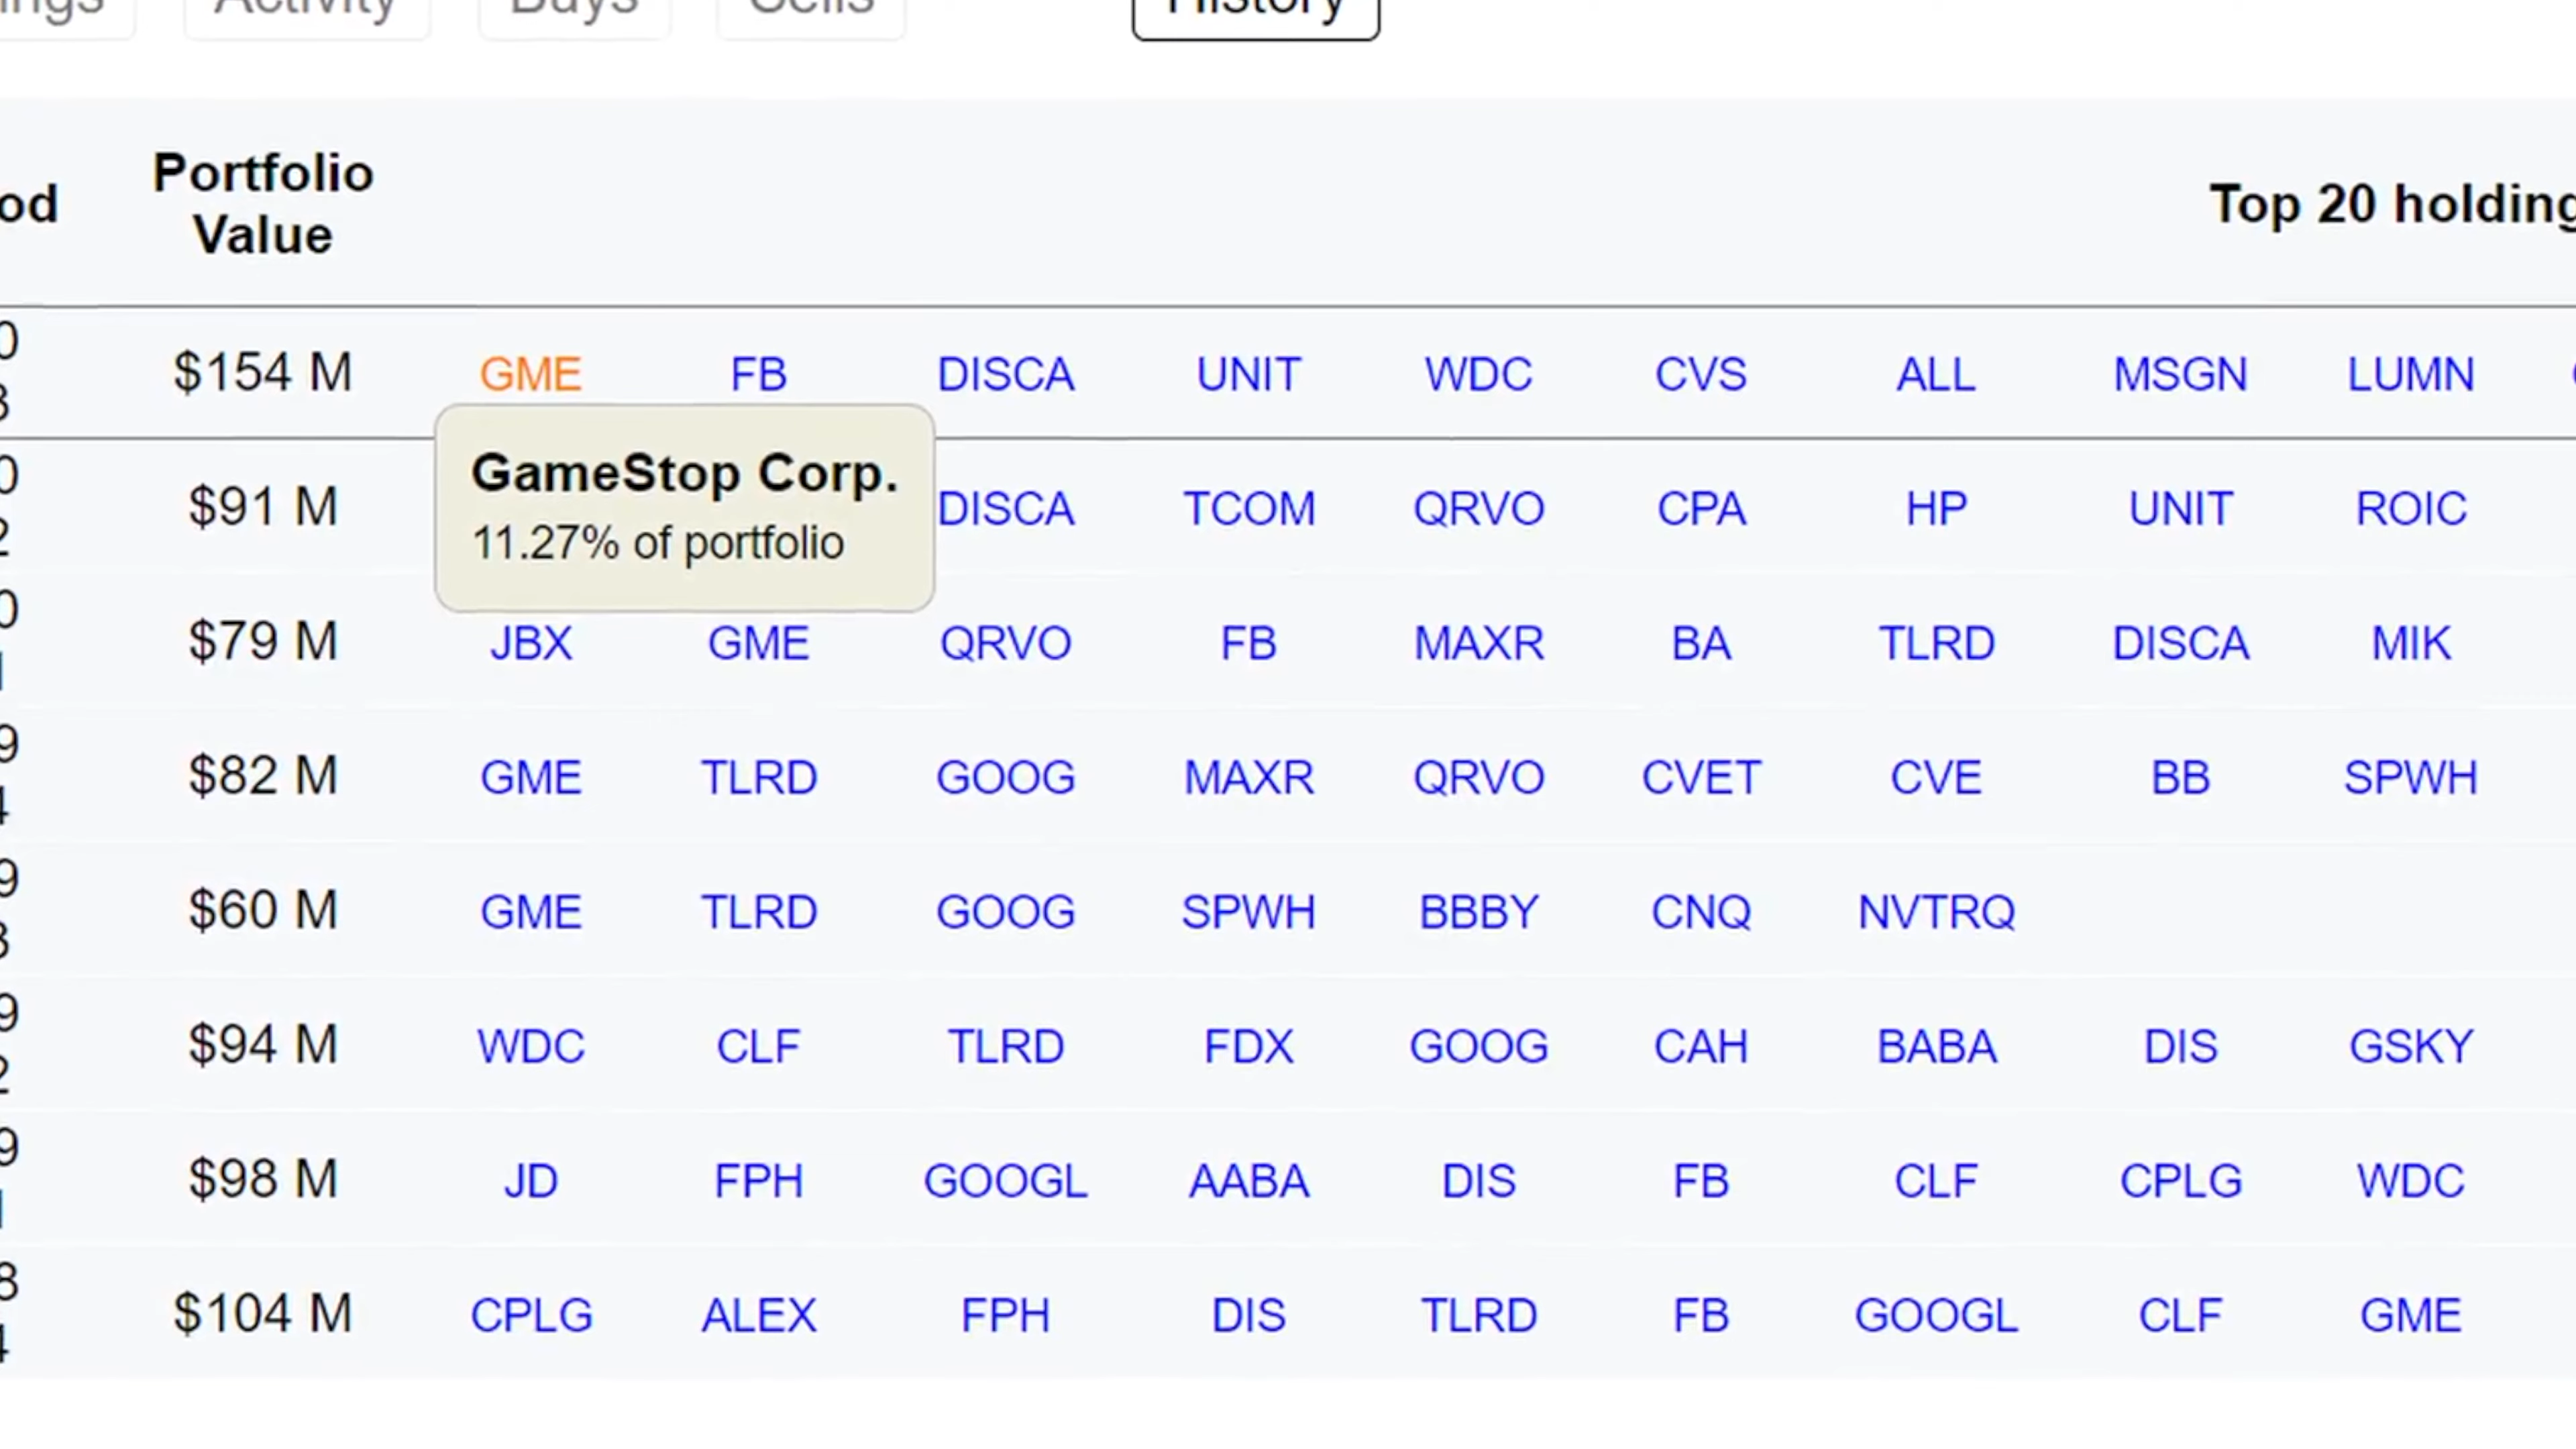 Activity Buys Sells History
Portfolio
Value
Top 20 holding
$154 M GME FB DISCA UNIT WDC CVS ALL MSGN LUMN
GameStop Corp.
11.27% of portfolio
$91 M DISCA TCOM QRVO CPA HP UNIT ROIC
$79 M JBX GME QRVO FB MAXR BA TLRD DISCA MIK
$82 M GME TLRD GOOG MAXR QRVO CVET CVE BB SPWH
$60 M GME TLRD GOOG SPWH BBBY CNQ NVTRQ
$94 M WDC CLF TLRD FDX GOOG CAH BABA DIS GSKY
$98 M JD FPH GOOGL AABA DIS FB CLF CPLG WDC
$104 M CPLG ALEX FPH DIS TLRD FB GOOGL CLF GME